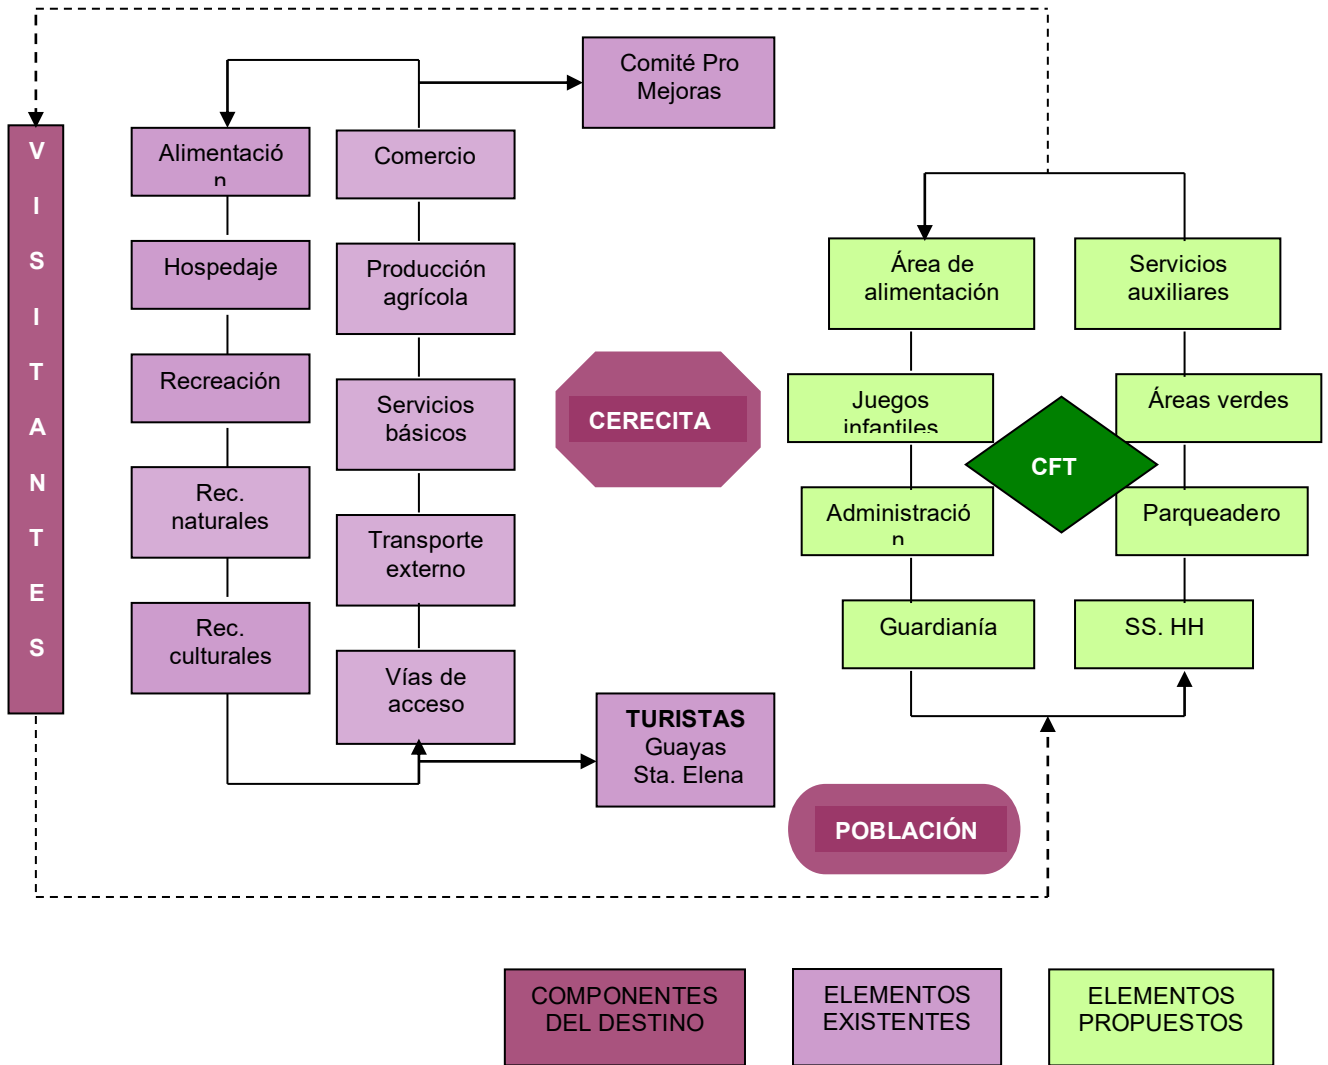 Comité Pro
Mejoras
V
I
S
I
T
A
N
T
E
S
Alimentació
n
Hospedaje
Recreación
Rec.
naturales
Rec.
culturales
Comercio
Producción
agrícola
Servicios
básicos
Transporte
externo
Vías de
acceso
TURISTAS
Guayas
Sta. Elena
CERECITA
POBLACIÓN
Área de
alimentación
Juegos
infantiles
Administració
n
Guardianía
CFT
Servicios
auxiliares
Áreas verdes
Parqueadero
SS. HH
COMPONENTES
DEL DESTINO
ELEMENTOS
EXISTENTES
ELEMENTOS
PROPUESTOS